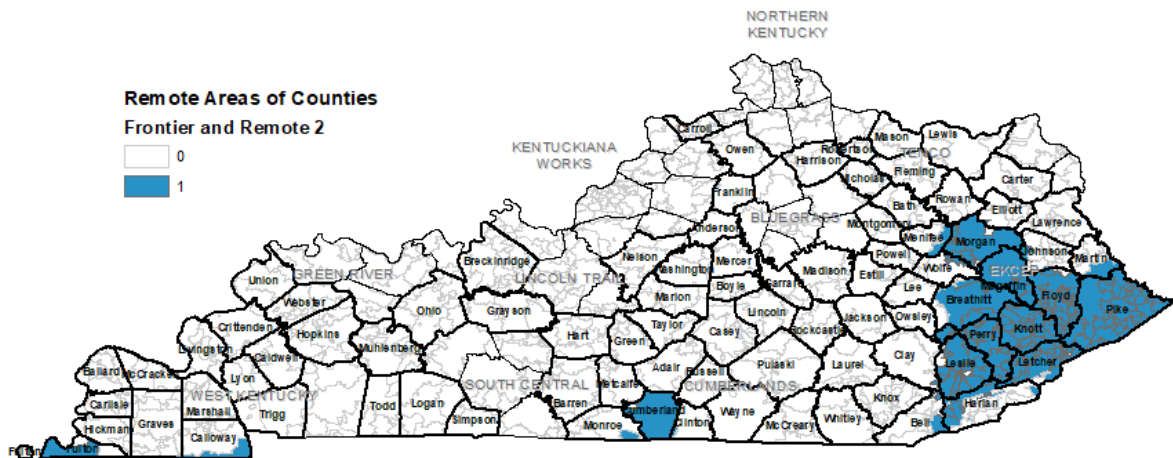 NORTHERN
KENTUCKY
Remote Areas of Counties
Frontier and Remote 2
0
1
KENTUCKIANA
WORKS
Carroll
Owen
Robertson
Harrison
Mason
Lewis
TENCO
Fleming
Nicholas
Carter
Franklin
Bath
Rowan
Elliott
BLUEGRASS
Montgomery
Lawrence
Anderson
Menifee
Morgan
Johnson
Martin
Breckinridge
Nelson
Washington
Mercer
Madison
Powell
Wolfe
Union
GREEN RIVER
LINCOLN TRAIL
Boyle
Garrard
Estill
Lee
EKCEP
Magoffin
Floyd
Pike
Webster
Ohio
Grayson
Marion
Breathitt
Crittenden
Hopkins
Muhlenberg
Hart
Green
Taylor
Casey
Lincoln
Rockcastle
Jackson
Owsley
Perry
Knott
Livingston
Caldwell
Lyon
Adair
Russell
Pulaski
Laurel
Clay
Leslie
Letcher
Ballard
McCracken
WEST KENTUCKY
SOUTH CENTRAL
Metcalfe
CUMBERLANDS
Carlisle
Marshall
Trigg
Todd
Logan
Simpson
Barren
Cumberland
Clinton
Wayne
McCreary
Whitley
Knox
Bell
Harlan
Hickman
Graves
Calloway
Monroe
Fulton
Fulton